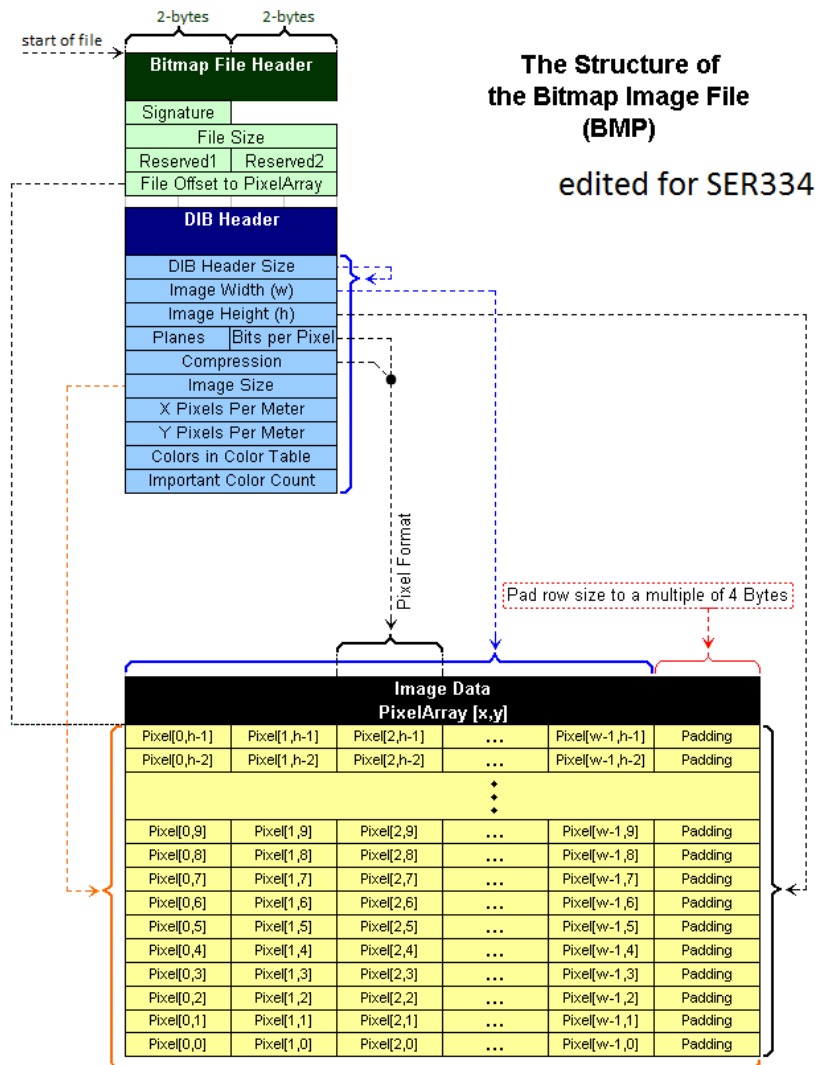 2-bytes 2-bytes
start of file
Bitmap File Header
The Structure of
the Bitmap Image File
(BMP)
edited for SER334
Signature
File Size
Reserved1 Reserved2
File Offset to PixelArray
DIB Header
DIB Header Size
Image Width (w)
Image Height (h)
Planes Bits per Pixel
Compression
Image Size
X Pixels Per Meter
Y Pixels Per Meter
Colors in Color Table
Important Color Count
Pixel Format
Pad row size to a multiple of 4 Bytes
Image Data
PixelArray [x,y]
Pixel[0,h-1] Pixel[1,h-1] Pixel[2,h-1] ... Pixel[w-1,h-1] Padding
Pixel[0,h-2] Pixel[1,h-2] Pixel[2,h-2] ... Pixel[w-1,h-2] Padding
Pixel[0,9] Pixel[1,9] Pixel[2,9] ... Pixel[w-1,9] Padding
Pixel[0,8] Pixel[1,8] Pixel[2,8] ... Pixel[w-1,8] Padding
Pixel[0,7] Pixel[1,7] Pixel[2,7] ... Pixel[w-1,7] Padding
Pixel[0,6] Pixel[1,6] Pixel[2,6] ... Pixel[w-1,6] Padding
Pixel[0,5] Pixel[1,5] Pixel[2,5] ... Pixel[w-1,5] Padding
Pixel[0,4] Pixel[1,4] Pixel[2,4] ... Pixel[w-1,4] Padding
Pixel[0,3] Pixel[1,3] Pixel[2,3] ... Pixel[w-1,3] Padding
Pixel[0,2] Pixel[1,2] Pixel[2,2] ... Pixel[w-1,2] Padding
Pixel[0,1] Pixel[1,1] Pixel[2,1] ... Pixel[w-1,1] Padding
Pixel[0,0] Pixel[1,0] Pixel[2,0] ... Pixel[w-1,0] Padding